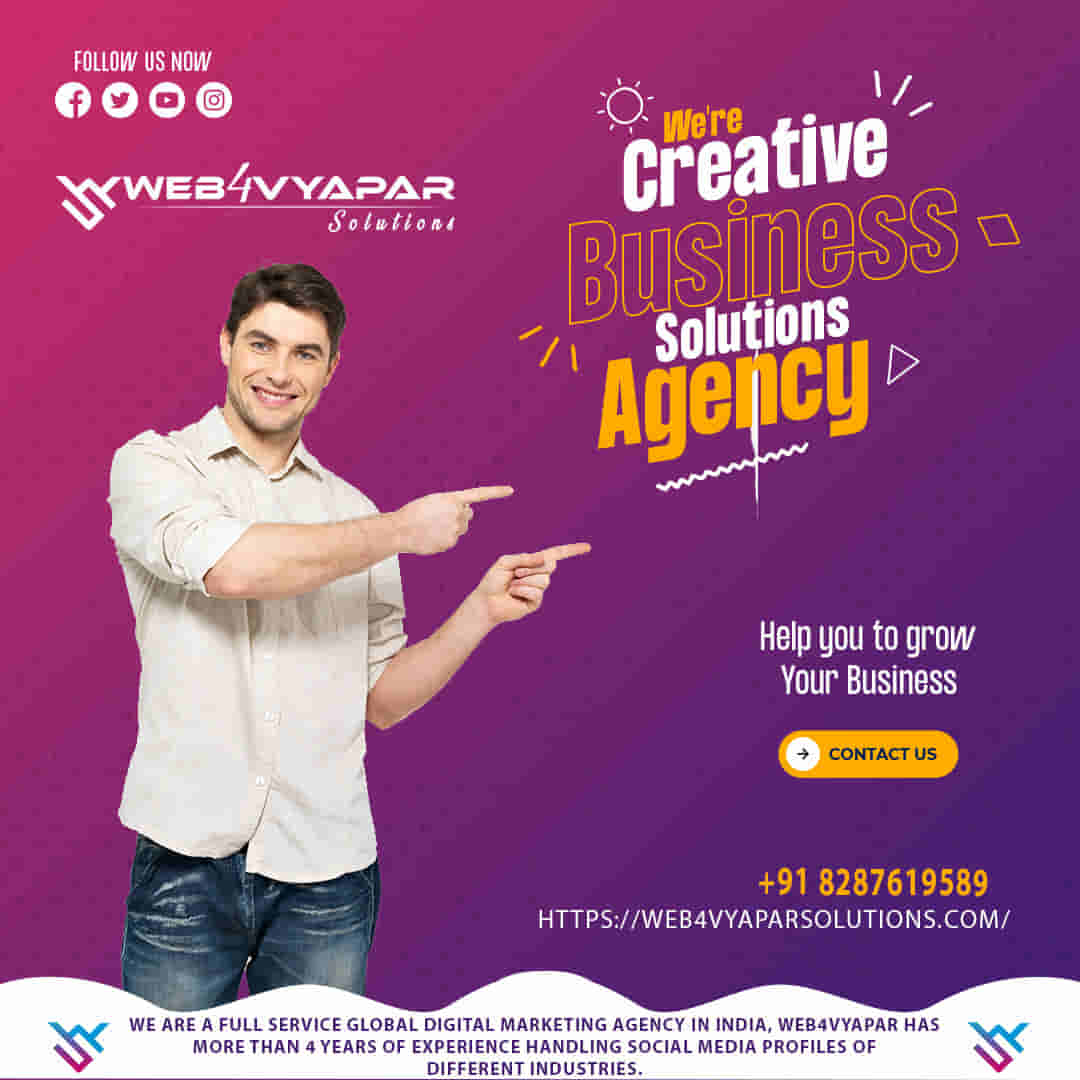 FOLLOW US NOW
WEB4VYAPAR
Solutions
We're
Creative
Business
Solutions
Agency
Help you to grow
Your Business
CONTACT US
+91 8287619589
HTTPS://WEB4VYAPARSOLUTIONS.COM/
WE ARE A FULL SERVICE GLOBAL DIGITAL MARKETING AGENCY IN INDIA, WEB4VYAPAR HAS
MORE THAN 4 YEARS OF EXPERIENCE HANDLING SOCIAL MEDIA PROFILES OF
DIFFERENT INDUSTRIES.